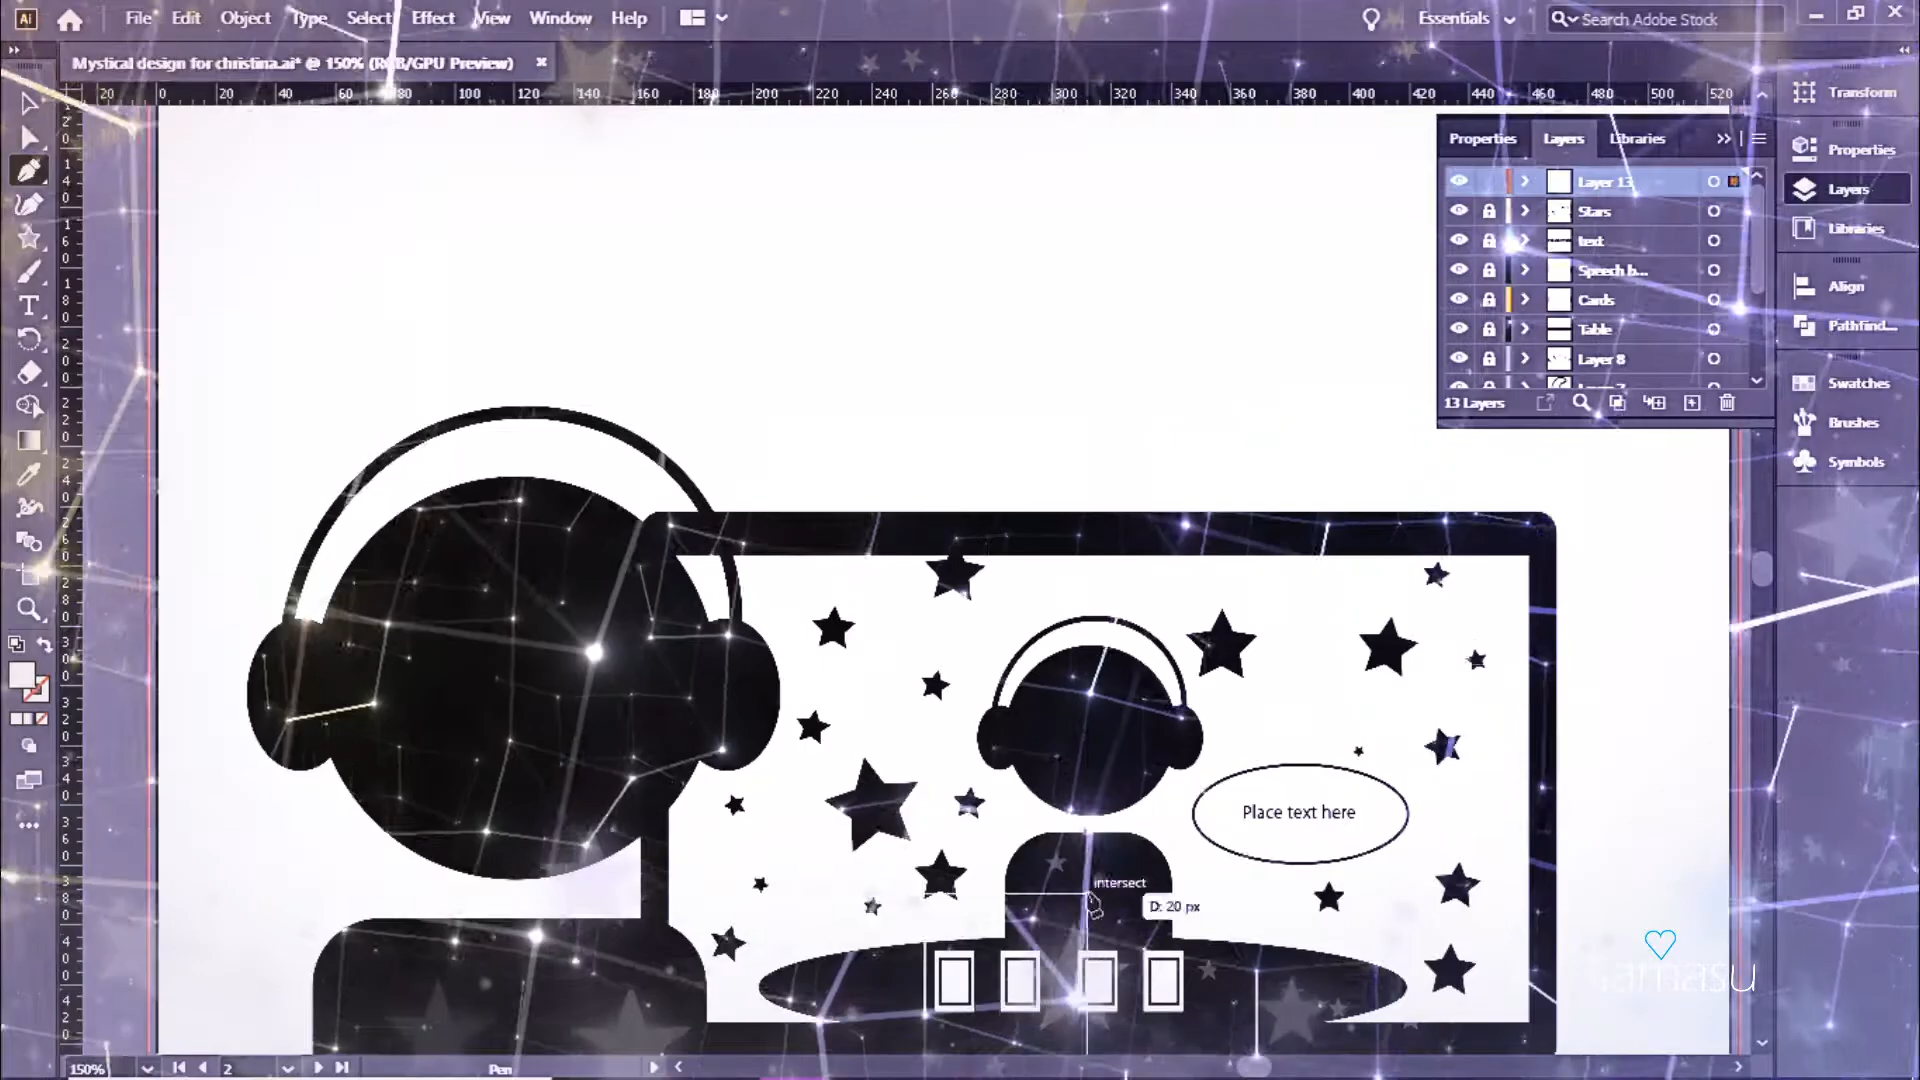 Ai File Edit Object Type Select Effect View Window Help Essentials Search Adobe Stock
Mystical design for christina.ai* @ 150% (RGB/GPU Preview)
20 0 20 40 60 80 100 120 140 160 180 200 220 240 260 280 300 320 340 360 380 400 420 440 460 480 500 520
Transform
Properties Layers Libraries
Properties
Layer 13
Layers
Stars
Libraries
text
Speech b...
Align
Cards
Pathfind...
Table
Layer 8
Swatches
13 Layers
Brushes
Symbols
Place text here
intersect
D: 20 px
150% 2 Pen